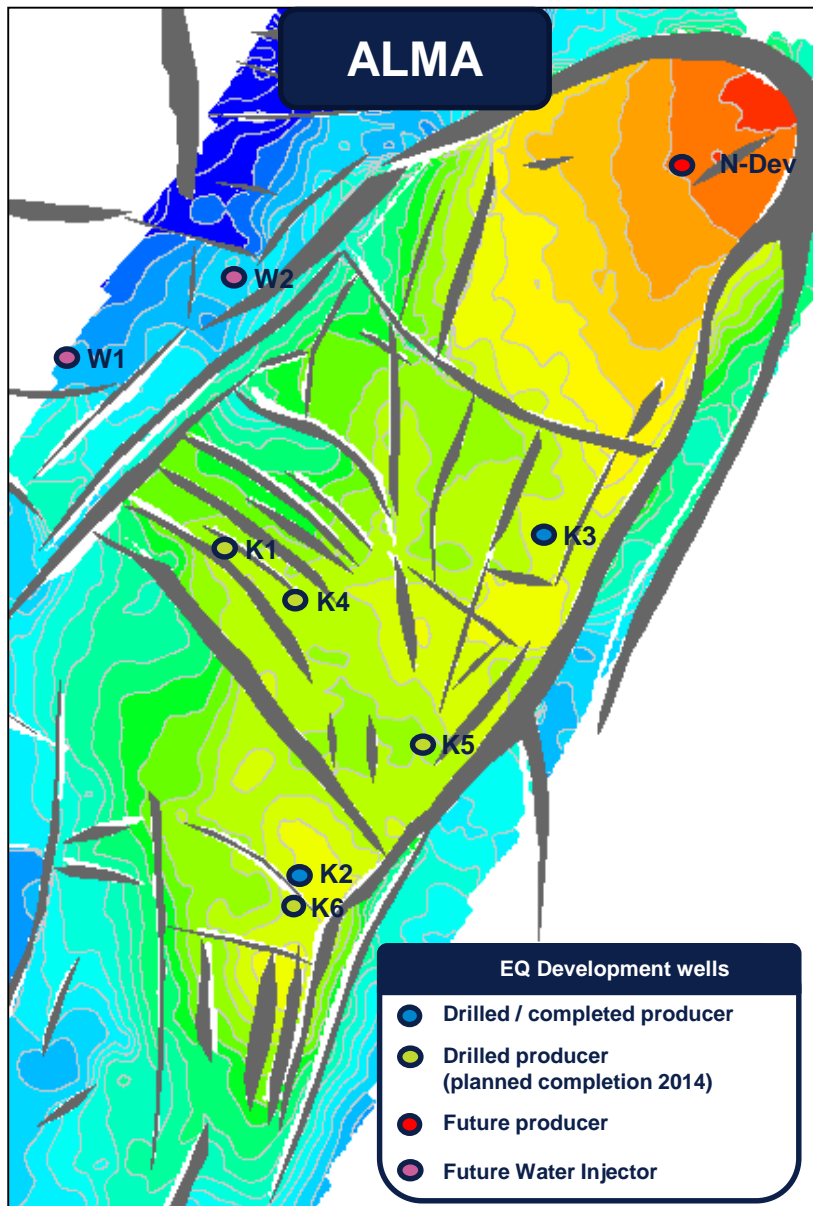 ALMA
N-Dev
W2
W1
K3
K1
K4
K5
K2
K6
EQ Development wells
Drilled / completed producer
Drilled producer
(planned completion 2014)
Future producer
Future Water Injector